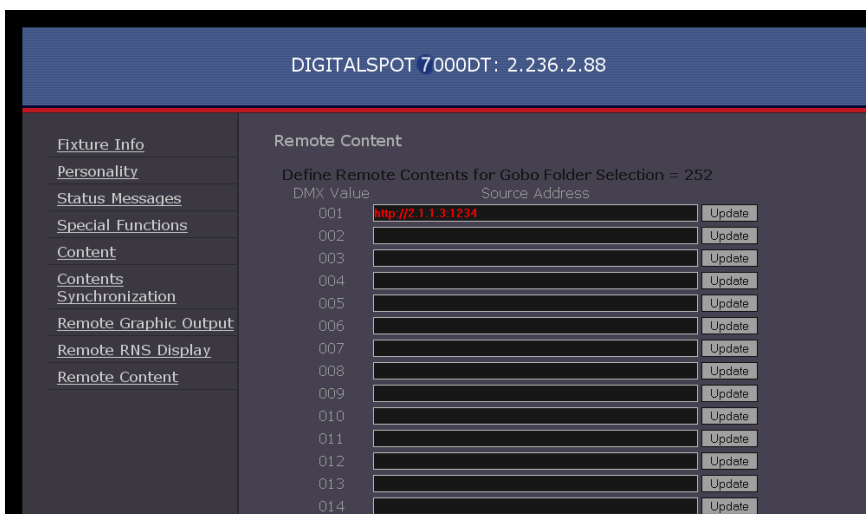 DIGITALSPOT 7000DT: 2.236.2.88
Fixture Info
Personality
Status Messages
Special Functions
Content
Contents
Synchronization
Remote Graphic Output
Remote RNS Display
Remote Content
Remote Content
Define Remote Contents for Gobo Folder Selection = 252
DMX Value Source Address
001 http://2.1.1.3:1234 Update
002 Update
003 Update
004 Update
005 Update
006 Update
007 Update
008 Update
009 Update
010 Update
011 Update
012 Update
013 Update
014 Update